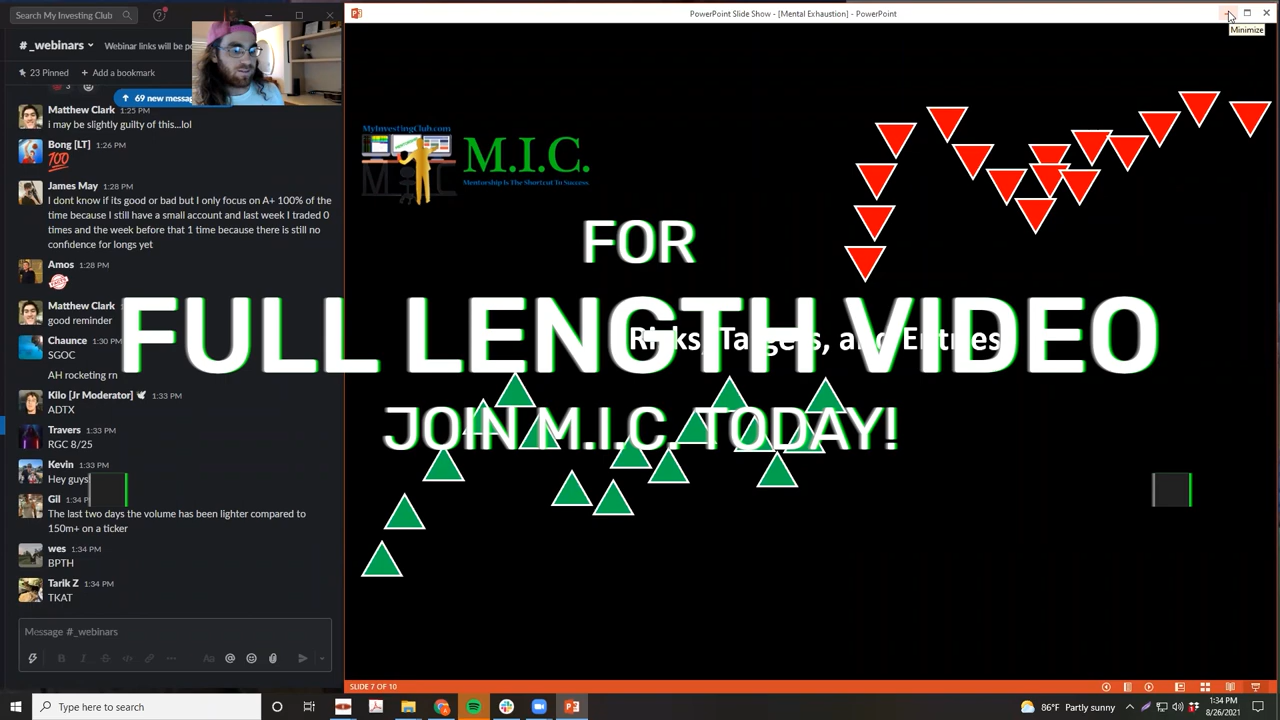 Search MyInvestingClub
_webinars
Webinar links will be po
23 Pinned
Add a bookmark
69 new messag
Matthew Clark 1:25 PM
I may be slightly guilty of this...lol
Bong [LT] 1:26 PM
100
James May 1:28 PM
I dont know if its good or bad but I only focus on A+ 100% of the
time because I still have a small account and last week I traded 0
times and the week before that 1 time because there is still no
confidence for longs yet
Amos 1:28 PM
Matthew Clark
good reminder
Chaunce 1:30 PM
SGOC
AH rocketing rn
Kilo [Jr Moderator] 1:33 PM
ADTX
Travers 1:33 PM
RGC 8/25
Kevin 1:33 PM
Hey guys
Gil 1:34 P
The last two days the volume has been lighter compared to
150m+ on a ticker
wes 1:34 PM
BPTH
Tarik Z 1:34 PM
TKAT
Message #_webinars
PowerPoint Slide Show - [Mental Exhaustion] - PowerPoint
Minimize
MyInvestingClub.com
M.I.C.
Mentorship Is The Shortcut To Success.
FOR
FULL LENGTH VIDEO
Risks, Targets, and Entries
JOIN M.I.C. TODAY!
SLIDE 7 OF 10
Type here to search
86°F Partly sunny
1:34 PM
8/26/2021